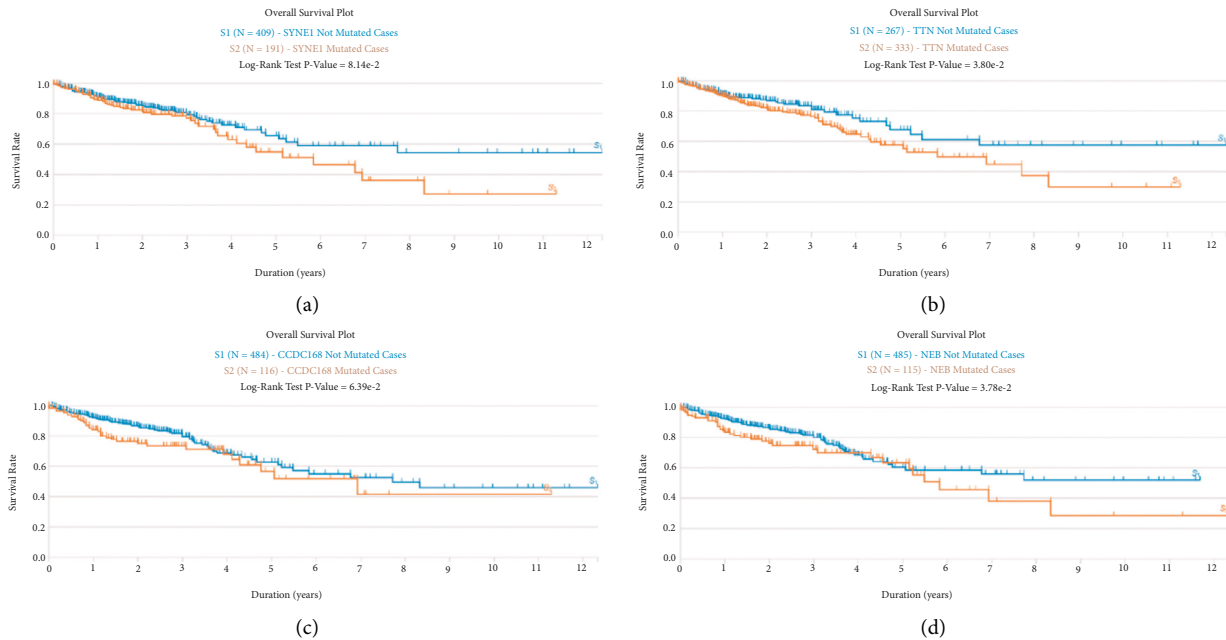 Overall Survival Plot
S1 (N = 409) - SYNE1 Not Mutated Cases
S2 (N = 191) - SYNE1 Mutated Cases
Log-Rank Test P-Value = 8.14e-2
1.0
0.8
0.6
0.4
0.2
0.0
Survival Rate
0 1 2 3 4 5 6 7 8 9 10 11 12
Duration (years)
(a)
Overall Survival Plot
S1 (N = 267) - TTN Not Mutated Cases
S2 (N = 333) - TTN Mutated Cases
Log-Rank Test P-Value = 3.80e-2
1.0
0.8
0.6
0.4
0.2
0.0
Survival Rate
0 1 2 3 4 5 6 7 8 9 10 11 12
Duration (years)
(b)
Overall Survival Plot
S1 (N = 484) - CCDC168 Not Mutated Cases
S2 (N = 116) - CCDC168 Mutated Cases
Log-Rank Test P-Value = 6.39e-2
1.0
0.8
0.6
0.4
0.2
0.0
Survival Rate
0 1 2 3 4 5 6 7 8 9 10 11 12
Duration (years)
(c)
Overall Survival Plot
S1 (N = 485) - NEB Not Mutated Cases
S2 (N = 115) - NEB Mutated Cases
Log-Rank Test P-Value = 3.78e-2
1.0
0.8
0.6
0.4
0.2
0.0
Survival Rate
0 1 2 3 4 5 6 7 8 9 10 11 12
Duration (years)
(d)